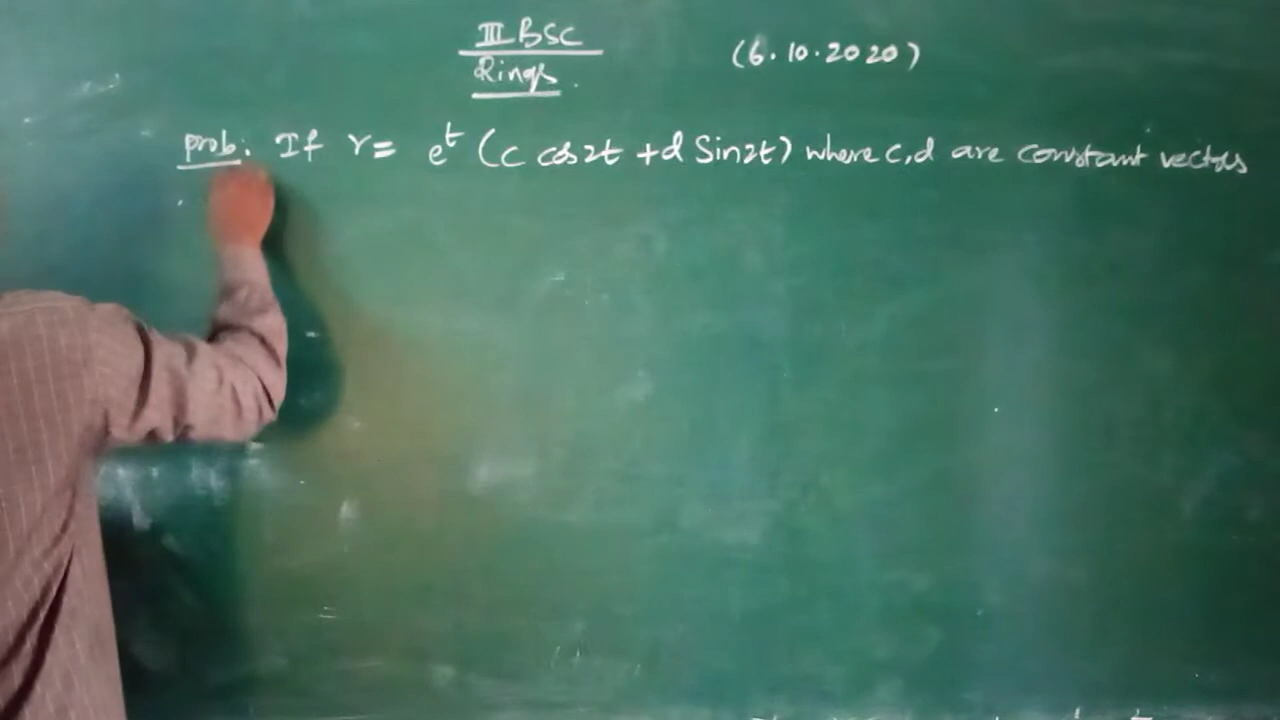 III BSC
Rings.
(6.10.2020)
prob: If r = e^t (c cos2t + d Sin2t) where c,d are constant vectors